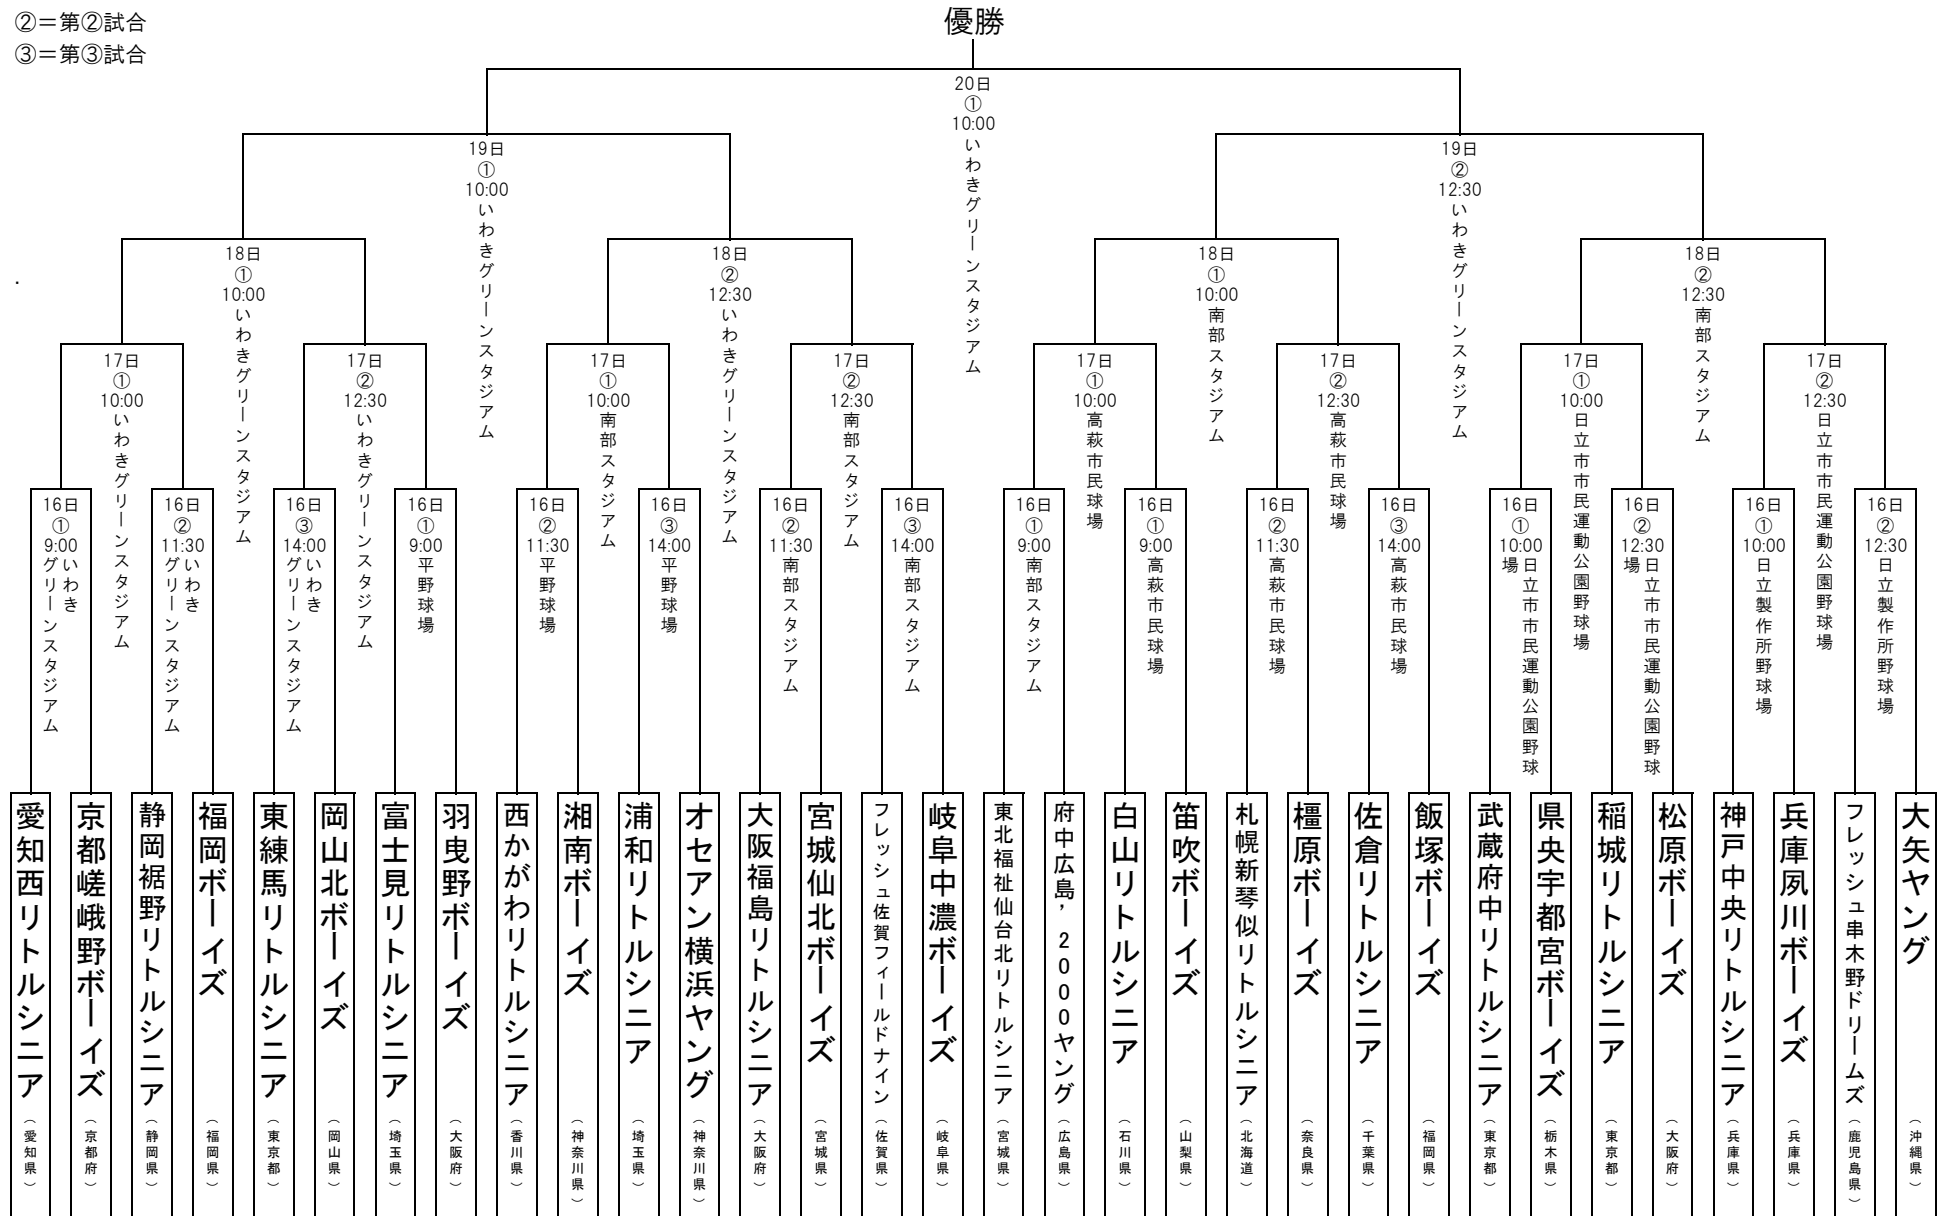 ②＝第②試合
③＝第③試合
優勝
20日
①
10:00
いわきグリーンスタジアム
19日
①
10:00
いわきグリーンスタジアム
19日
②
12:30
いわきグリーンスタジアム
18日
①
10:00
いわきグリーンスタジアム
18日
②
12:30
いわきグリーンスタジアム
18日
①
10:00
南部スタジアム
18日
②
12:30
南部スタジアム
17日
①
10:00
いわきグリーンスタジアム
17日
②
12:30
いわきグリーンスタジアム
17日
①
10:00
南部スタジアム
17日
②
12:30
南部スタジアム
17日
①
10:00
高萩市民球場
17日
②
12:30
高萩市民球場
17日
①
10:00
日立市市民運動公園野球場
17日
②
12:30
日立市市民運動公園野球場
16日
①
9:00
いわき
グリーンスタジアム
16日
②
11:30
いわき
グリーンスタジアム
16日
③
14:00
いわき
グリーンスタジアム
16日
①
9:00
平野球場
16日
②
11:30
平野球場
16日
③
14:00
平野球場
16日
②
11:30
南部スタジアム
16日
③
14:00
南部スタジアム
16日
①
9:00
南部スタジアム
16日
①
9:00
高萩市民球場
16日
②
11:30
高萩市民球場
16日
③
14:00
高萩市民球場
16日
①
10:00
日立市市民運動公園野球
場
16日
②
12:30
日立市市民運動公園野球
場
16日
①
10:00
日立製作所野球場
16日
②
12:30
日立製作所野球場
愛知西リトルシニア（愛知県）
京都嵯峨野ボーイズ（京都府）
静岡裾野リトルシニア（静岡県）
福岡ボーイズ（福岡県）
東練馬リトルシニア（東京都）
岡山北ボーイズ（岡山県）
富士見リトルシニア（埼玉県）
羽曳野ボーイズ（大阪府）
西かがわリトルシニア（香川県）
湘南ボーイズ（神奈川県）
浦和リトルシニア（埼玉県）
オセアン横浜ヤング（神奈川県）
大阪福島リトルシニア（大阪府）
宮城仙北ボーイズ（宮城県）
フレッシュ佐賀フィールドナイン（佐賀県）
岐阜中濃ボーイズ（岐阜県）
東北福祉仙台北リトルシニア（宮城県）
府中広島’２０００ヤング（広島県）
白山リトルシニア（石川県）
笛吹ボーイズ（山梨県）
札幌新琴似リトルシニア（北海道）
橿原ボーイズ（奈良県）
佐倉リトルシニア（千葉県）
飯塚ボーイズ（福岡県）
武蔵府中リトルシニア（東京都）
県央宇都宮ボーイズ（栃木県）
稲城リトルシニア（東京都）
松原ボーイズ（大阪府）
神戸中央リトルシニア（兵庫県）
兵庫夙川ボーイズ（兵庫県）
フレッシュ串木野ドリームズ（鹿児島県）
大矢ヤング（沖縄県）